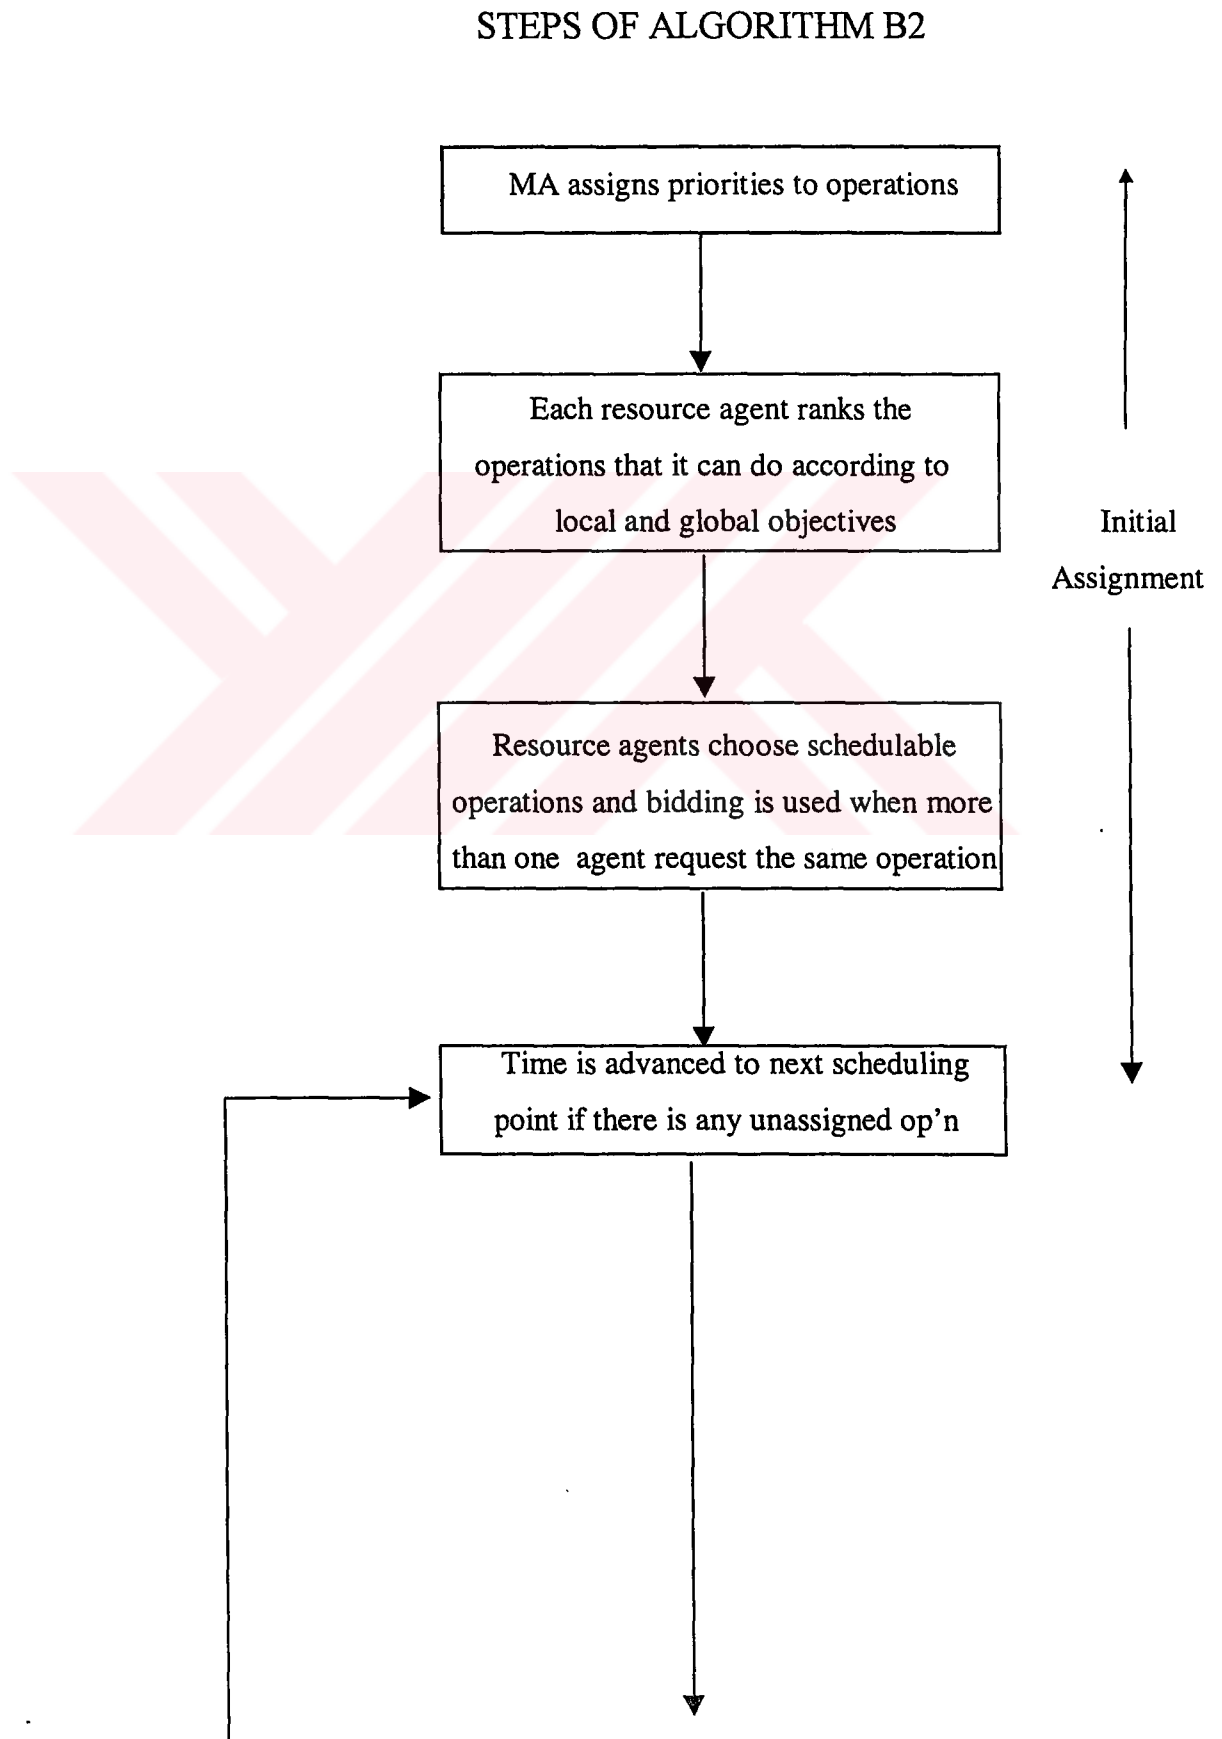 STEPS OF ALGORITHM B2
MA assigns priorities to operations
Each resource agent ranks the
operations that it can do according to
local and global objectives
Initial
Assignment
Resource agents choose schedulable
operations and bidding is used when more
than one agent request the same operation
Time is advanced to next scheduling
point if there is any unassigned op'n